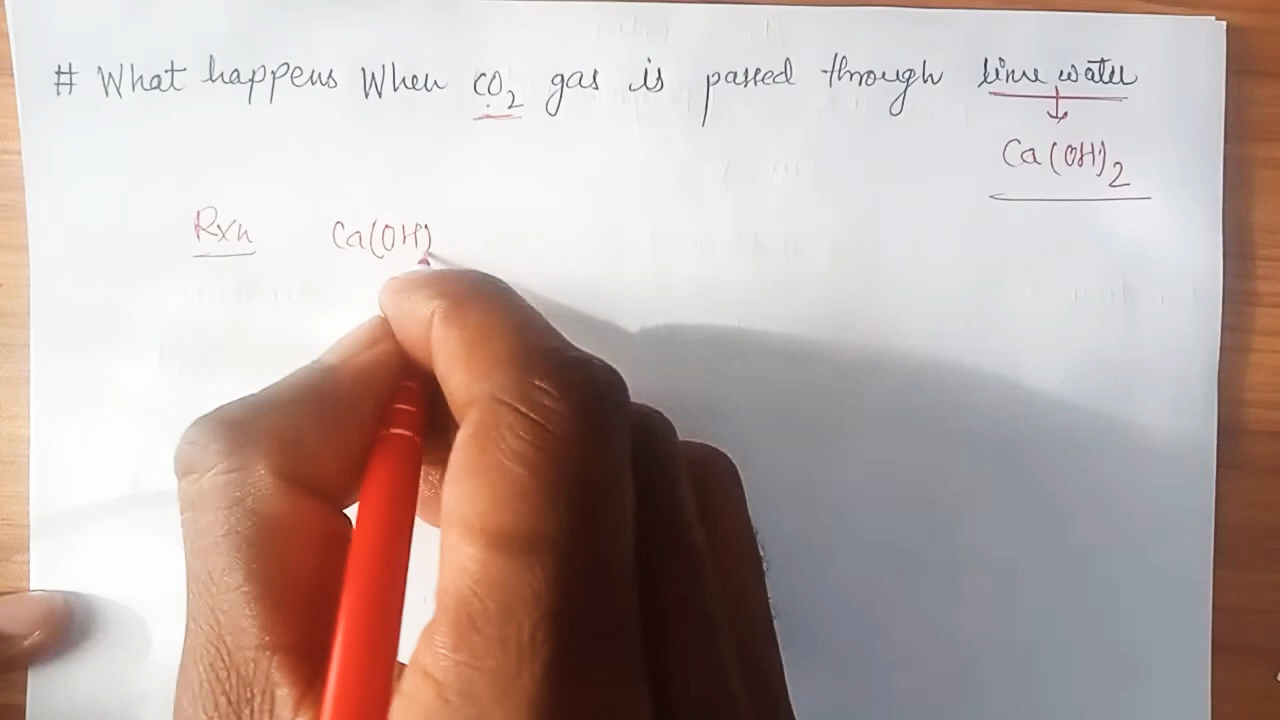 # What happens When CO2 gas is passed through lime water
Ca(OH)2
Rxn Ca(OH)